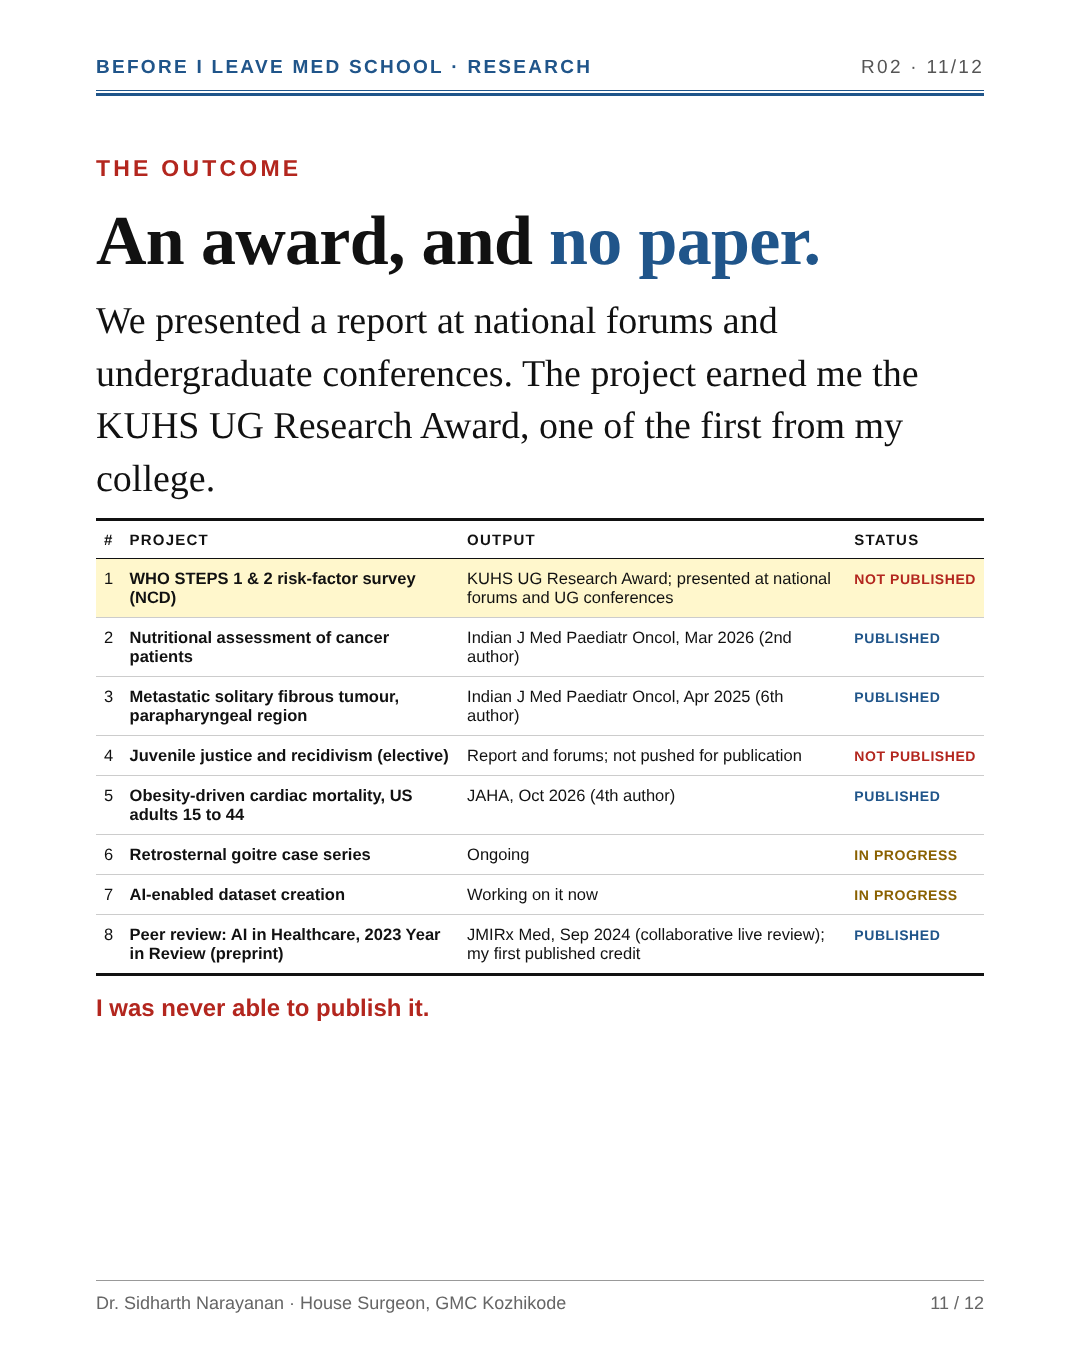 BEFORE I LEAVE MED SCHOOL · RESEARCH
R02 · 11/12
THE OUTCOME
An award, and no paper.
We presented a report at national forums and
undergraduate conferences. The project earned me the
KUHS UG Research Award, one of the first from my
college.
# PROJECT OUTPUT STATUS
1 WHO STEPS 1 & 2 risk-factor survey KUHS UG Research Award; presented at national NOT PUBLISHED
(NCD) forums and UG conferences
2 Nutritional assessment of cancer Indian J Med Paediatr Oncol, Mar 2026 (2nd PUBLISHED
patients author)
3 Metastatic solitary fibrous tumour, Indian J Med Paediatr Oncol, Apr 2025 (6th PUBLISHED
parapharyngeal region author)
4 Juvenile justice and recidivism (elective) Report and forums; not pushed for publication NOT PUBLISHED
5 Obesity-driven cardiac mortality, US JAHA, Oct 2026 (4th author) PUBLISHED
adults 15 to 44
6 Retrosternal goitre case series Ongoing IN PROGRESS
7 AI-enabled dataset creation Working on it now IN PROGRESS
8 Peer review: AI in Healthcare, 2023 Year JMIRx Med, Sep 2024 (collaborative live review); PUBLISHED
in Review (preprint) my first published credit
I was never able to publish it.
Dr. Sidharth Narayanan · House Surgeon, GMC Kozhikode
11 / 12